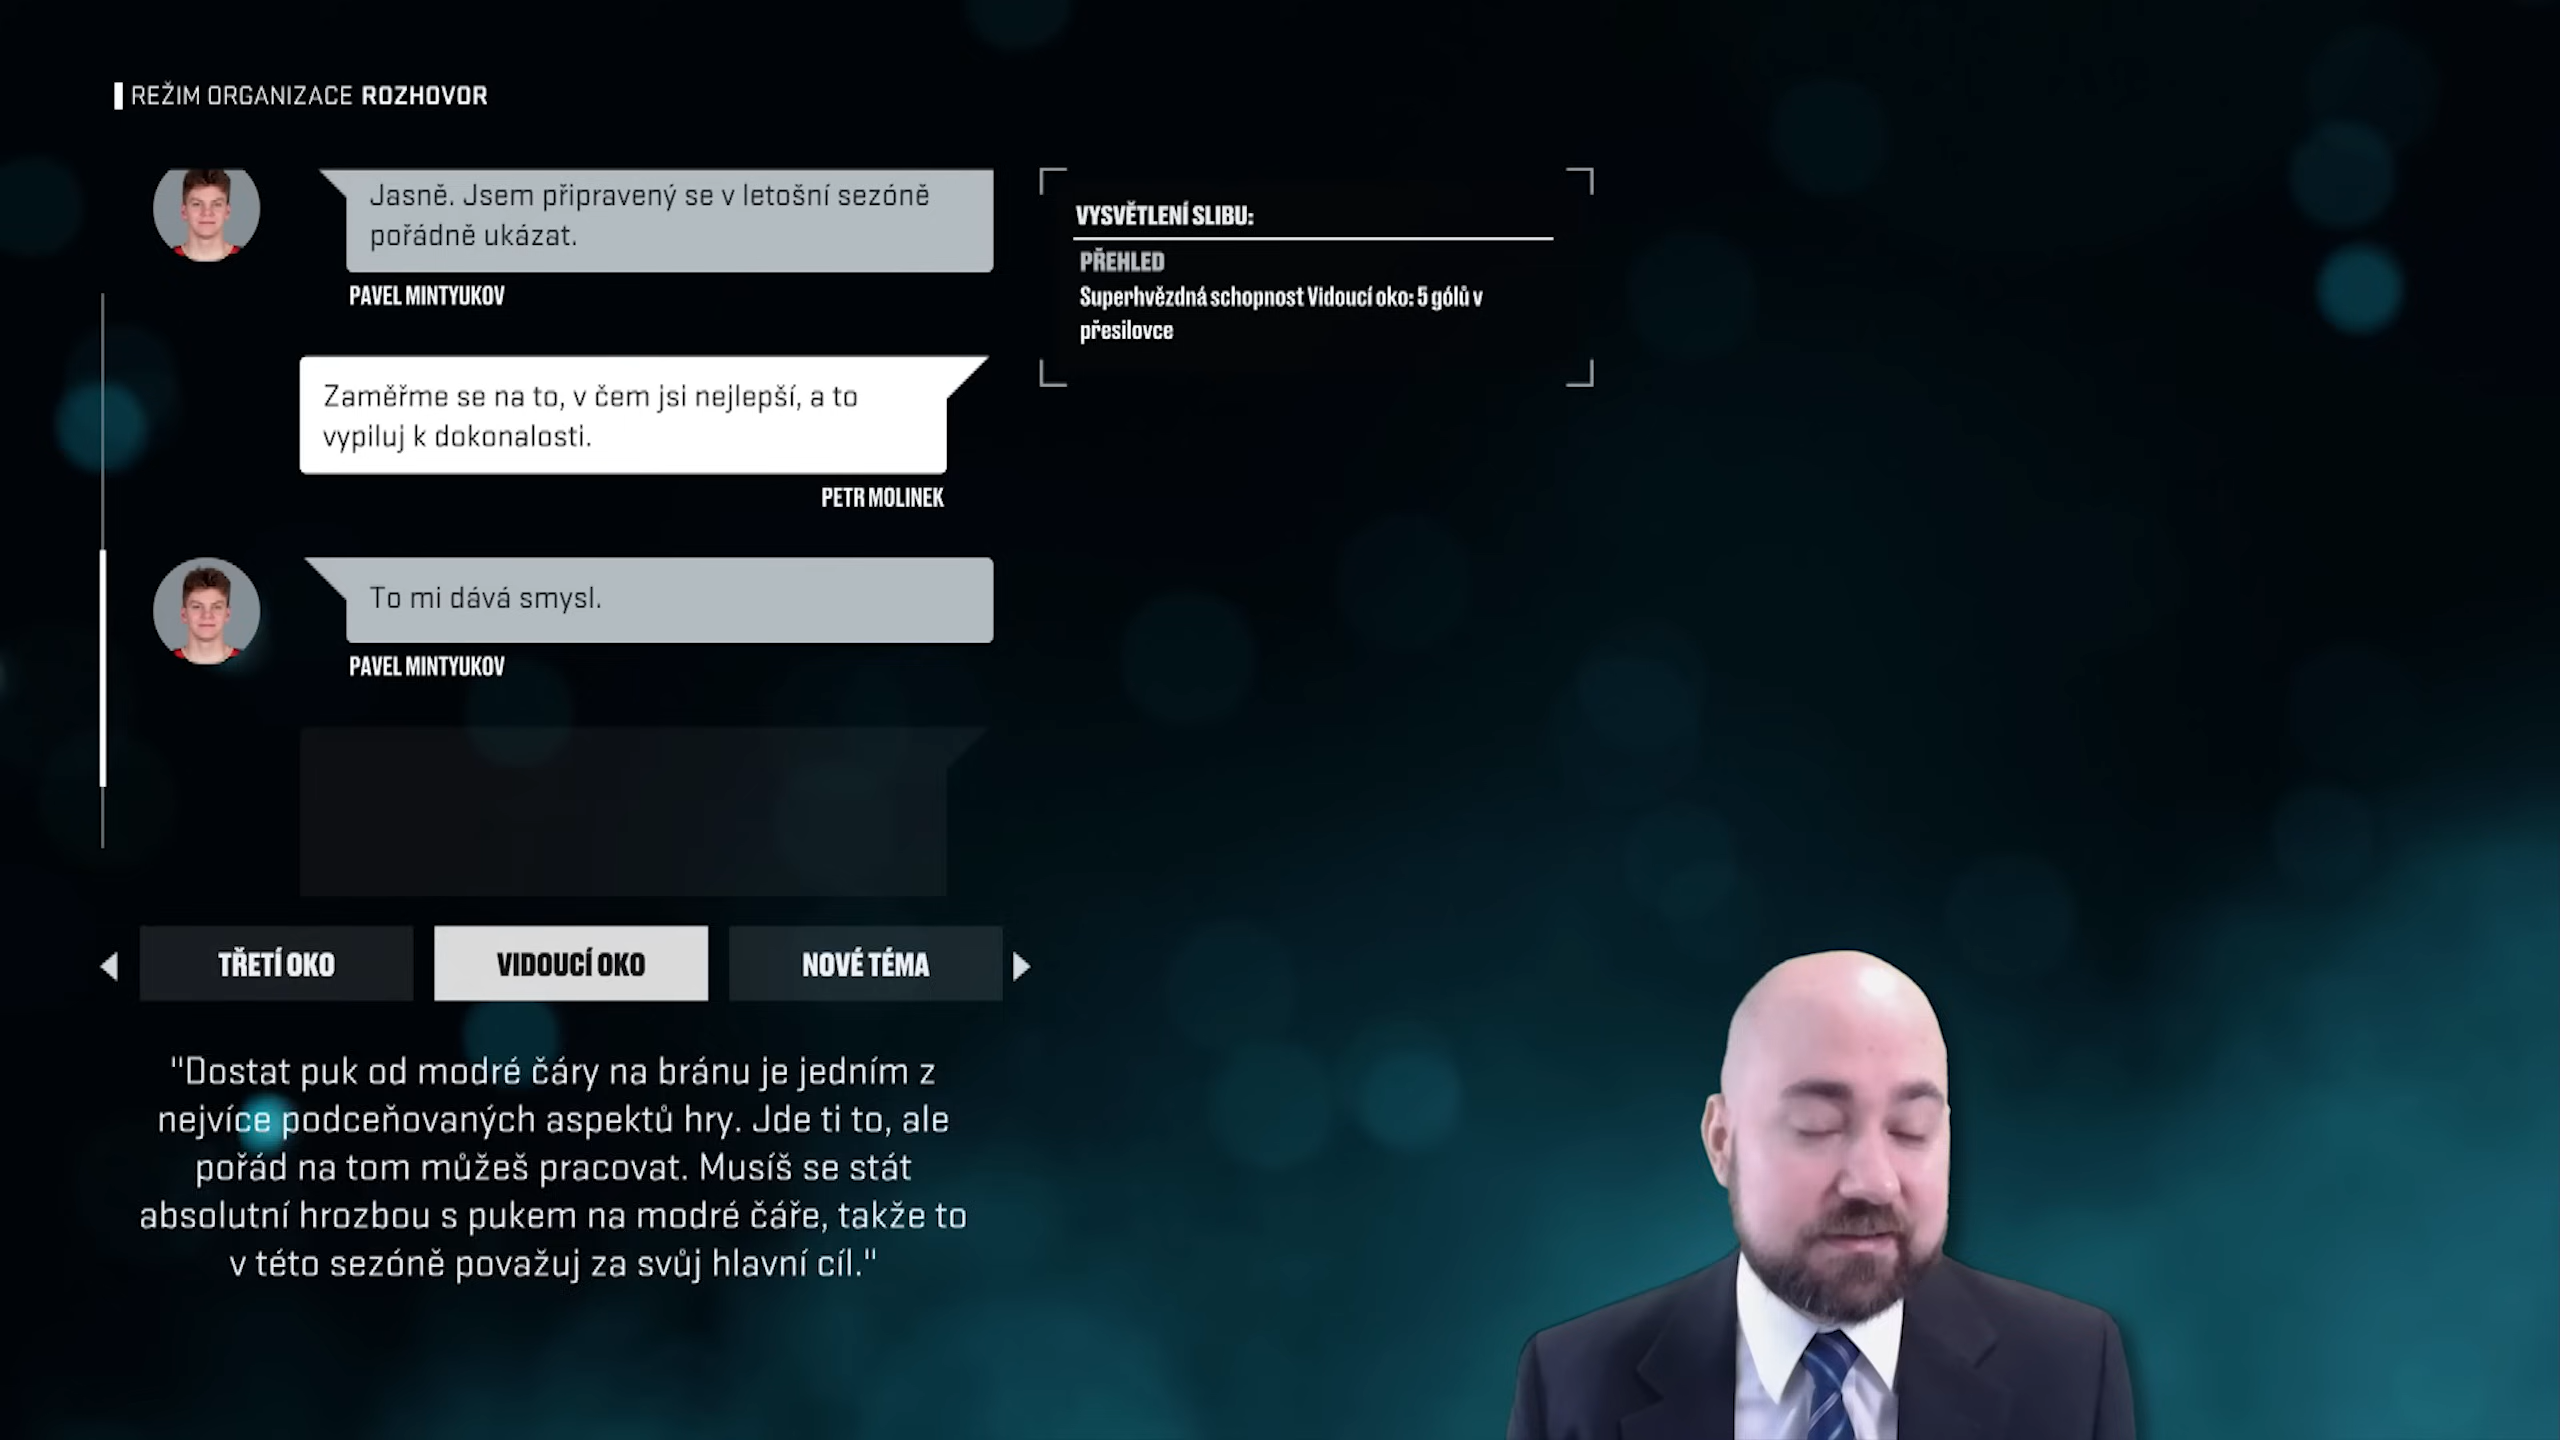 REŽIM ORGANIZACE ROZHOVOR
Jasně. Jsem připravený se v letošní sezóně
pořádně ukázat.
PAVEL MINTYUKOV
Zaměřme se na to, v čem jsi nejlepší, a to
vypiluj k dokonalosti.
PETR MOLINEK
To mi dává smysl.
PAVEL MINTYUKOV
VYSVĚTLENÍ SLIBU:
PŘEHLED
Superhvězdná schopnost Vidoucí oko: 5 gólů v
přesilovce
TŘETÍ OKO
VIDOUCÍ OKO
NOVÉ TÉMA
"Dostat puk od modré čáry na bránu je jedním z
nejvíce podceňovaných aspektů hry. Jde ti to, ale
pořád na tom můžeš pracovat. Musíš se stát
absolutní hrozbou s pukem na modré čáře, takže to
v této sezóně považuj za svůj hlavní cíl."